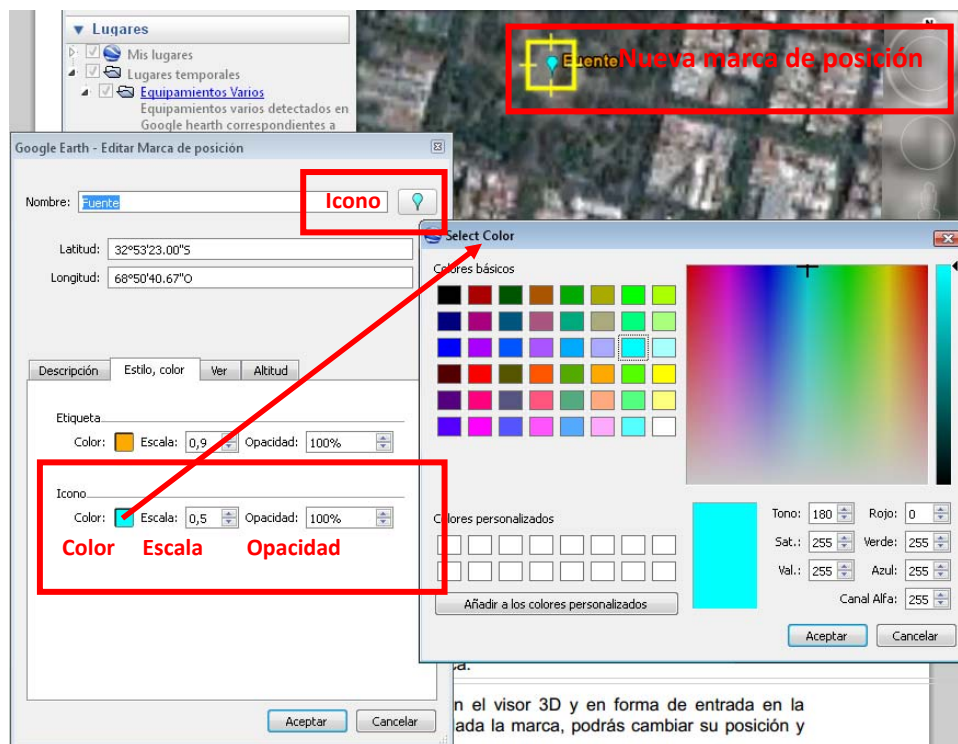 Lugares
Mis lugares
Lugares temporales
Equipamientos Varios
Equipamientos varios detectados en
Google hearth correspondientes a
N
Fuente
Nueva marca de posición
Google Earth - Editar Marca de posición
Nombre: Fuente
Icono
Latitud: 32°53'23.00"S
Longitud: 68°50'40.67"O
Descripción Estilo, color Ver Altitud
Etiqueta
Color: Escala: 0,9 Opacidad: 100%
Icono
Color: Escala: 0,5 Opacidad: 100%
Color Escala Opacidad
Aceptar Cancelar
Select Color
Colores básicos
Colores personalizados
Añadir a los colores personalizados
Tono: 180 Rojo: 0
Sat.: 255 Verde: 255
Val.: 255 Azul: 255
Canal Alfa: 255
Aceptar Cancelar
n el visor 3D y en forma de entrada en la
ada la marca, podrás cambiar su posición y